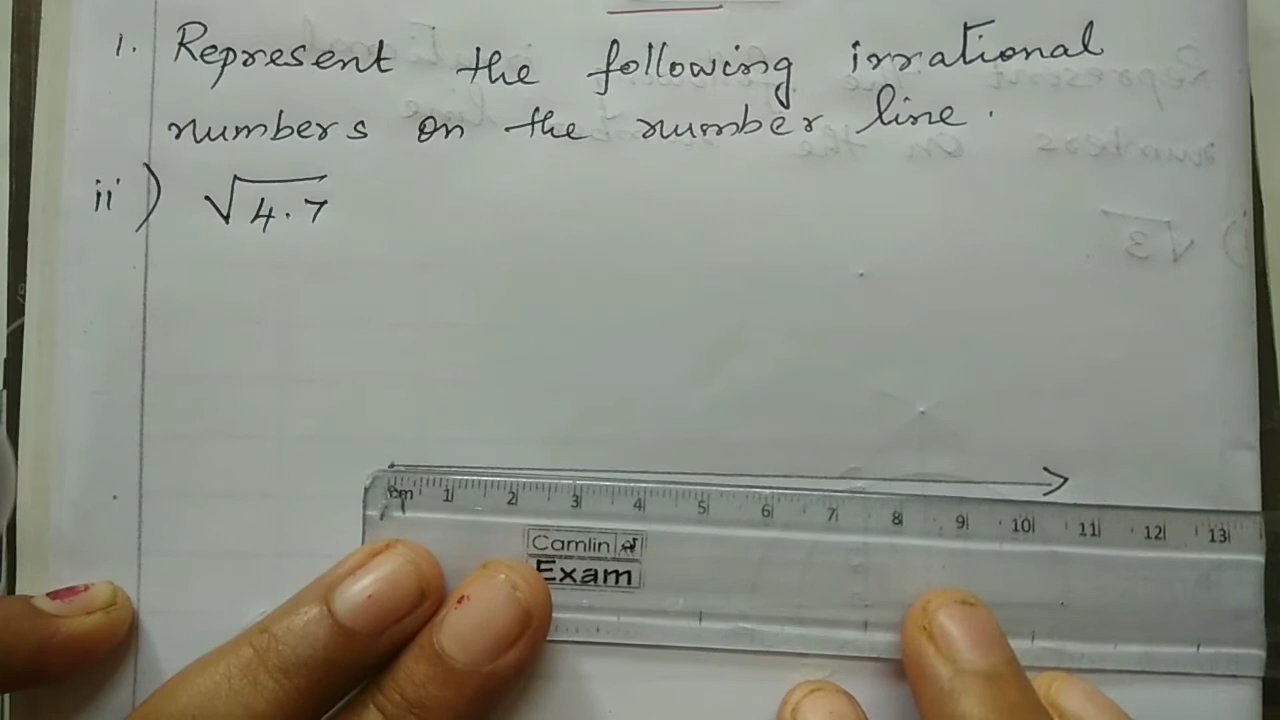 1. Represent the following irrational
numbers on the number line.
ii) √4.7
cm 1 2 3 4 5 6 7 8 9 10 11 12 13
Camlin
Exam